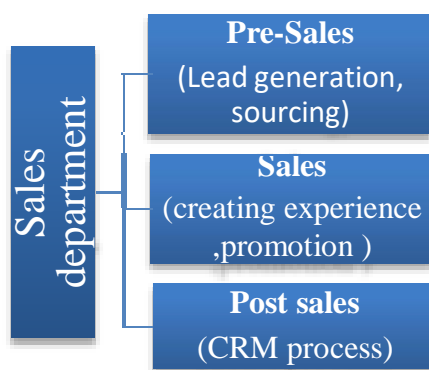 Sales
department
Pre-Sales
(Lead generation,
sourcing)
Sales
(creating experience
,promotion )
Post sales
(CRM process)